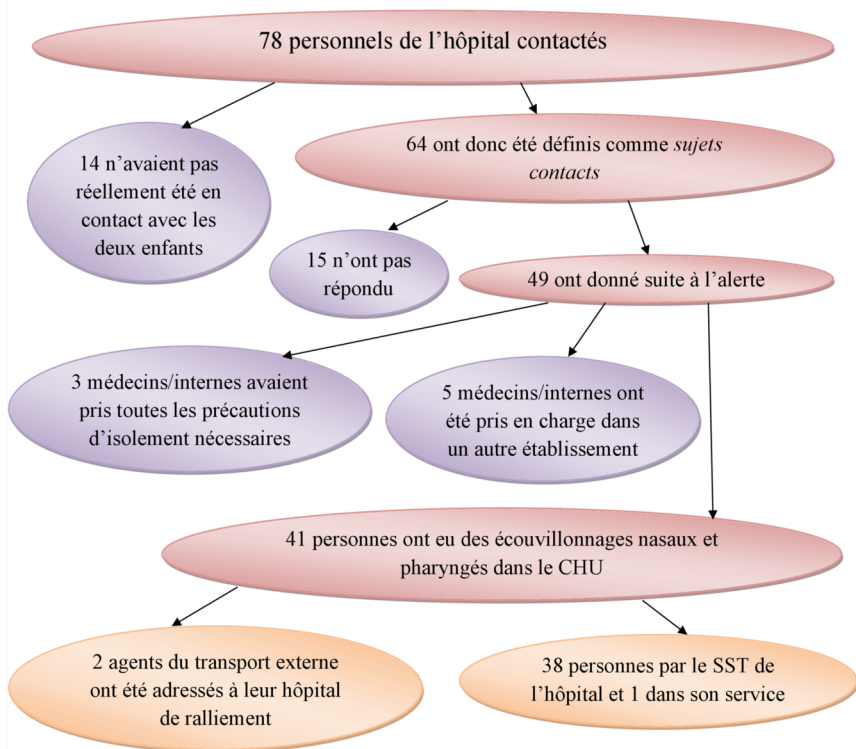 78 personnels de l’hôpital contactés
14 n’avaient pas
réellement été en
contact avec les
deux enfants
64 ont donc été définis comme sujets
contacts
15 n’ont pas
répondu
49 ont donné suite à l’alerte
3 médecins/internes avaient
pris toutes les précautions
d’isolement nécessaires
5 médecins/internes ont
été pris en charge dans
un autre établissement
41 personnes ont eu des écouvillonnages nasaux et
pharyngés dans le CHU
2 agents du transport externe
ont été adressés à leur hôpital
de ralliement
38 personnes par le SST de
l’hôpital et 1 dans son service